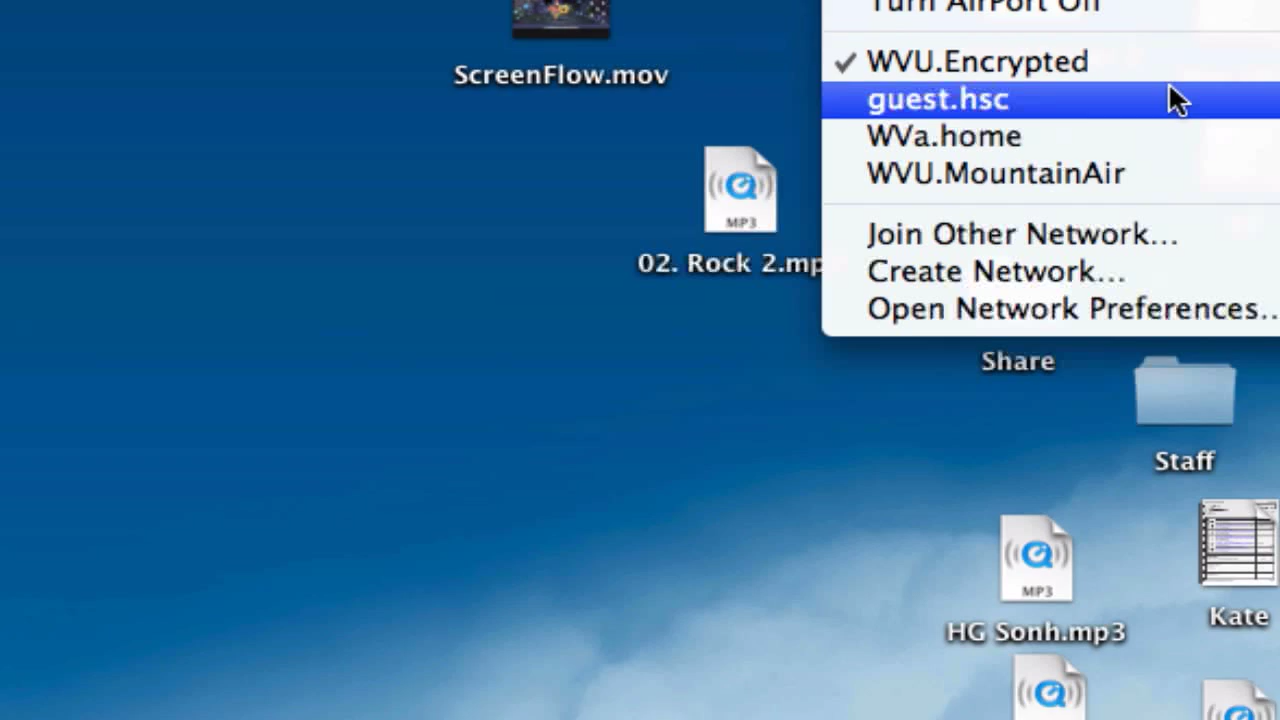 Turn AirPort Off
ScreenFlow.mov
WVU.Encrypted
guest.hsc
WVa.home
WVU.MountainAir
MP3
02. Rock 2.mp
Join Other Network...
Create Network...
Open Network Preferences..
Share
Staff
MP3
HG Sonh.mp3
Kate